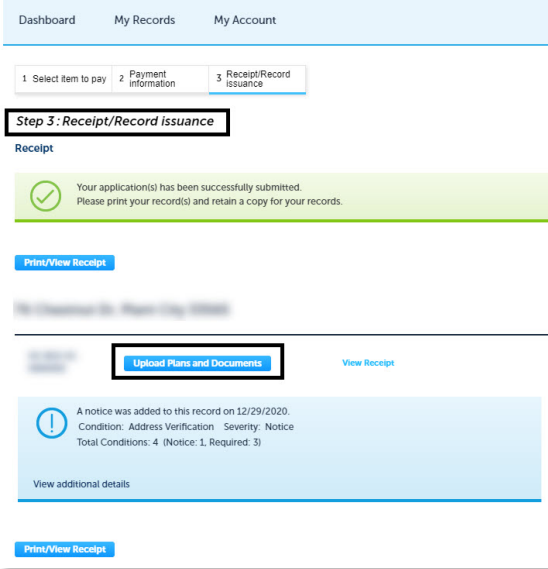 Dashboard My Records My Account
1 Select item to pay 2 Payment information 3 Receipt/Record issuance
Step 3 : Receipt/Record issuance
Receipt
Your application(s) has been successfully submitted.
Please print your record(s) and retain a copy for your records.
Print/View Receipt
Upload Plans and Documents View Receipt
A notice was added to this record on 12/29/2020.
Condition: Address Verification Severity: Notice
Total Conditions: 4 (Notice: 1, Required: 3)
View additional details
Print/View Receipt